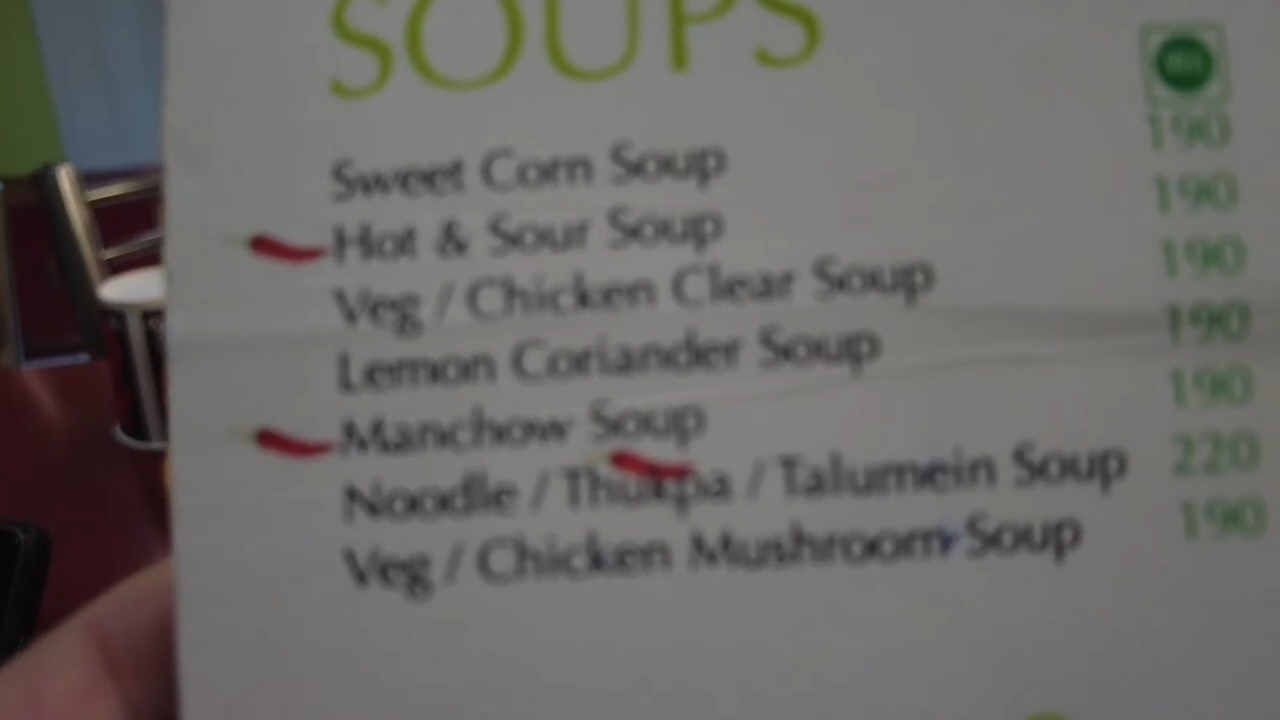 SOUPS
VEG
Sweet Corn Soup 190
Hot & Sour Soup 190
Veg / Chicken Clear Soup 190
Lemon Coriander Soup 190
Manchow Soup 190
Noodle / Thukpa / Talumein Soup 220
Veg / Chicken Mushroom Soup 190